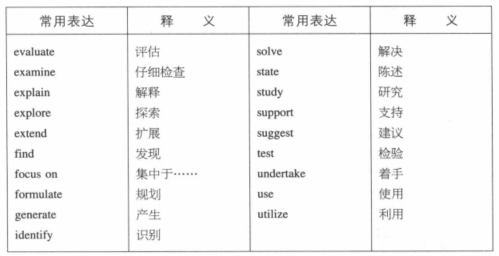 常用表达 释 义 常用表达 释 义
evaluate 评估 solve 解决
examine 仔细检查 state 陈述
explain 解释 study 研究
explore 探索 support 支持
extend 扩展 suggest 建议
find 发现 test 检验
focus on 集中于…… undertake 着手
formulate 规划 use 使用
generate 产生 utilize 利用
identify 识别